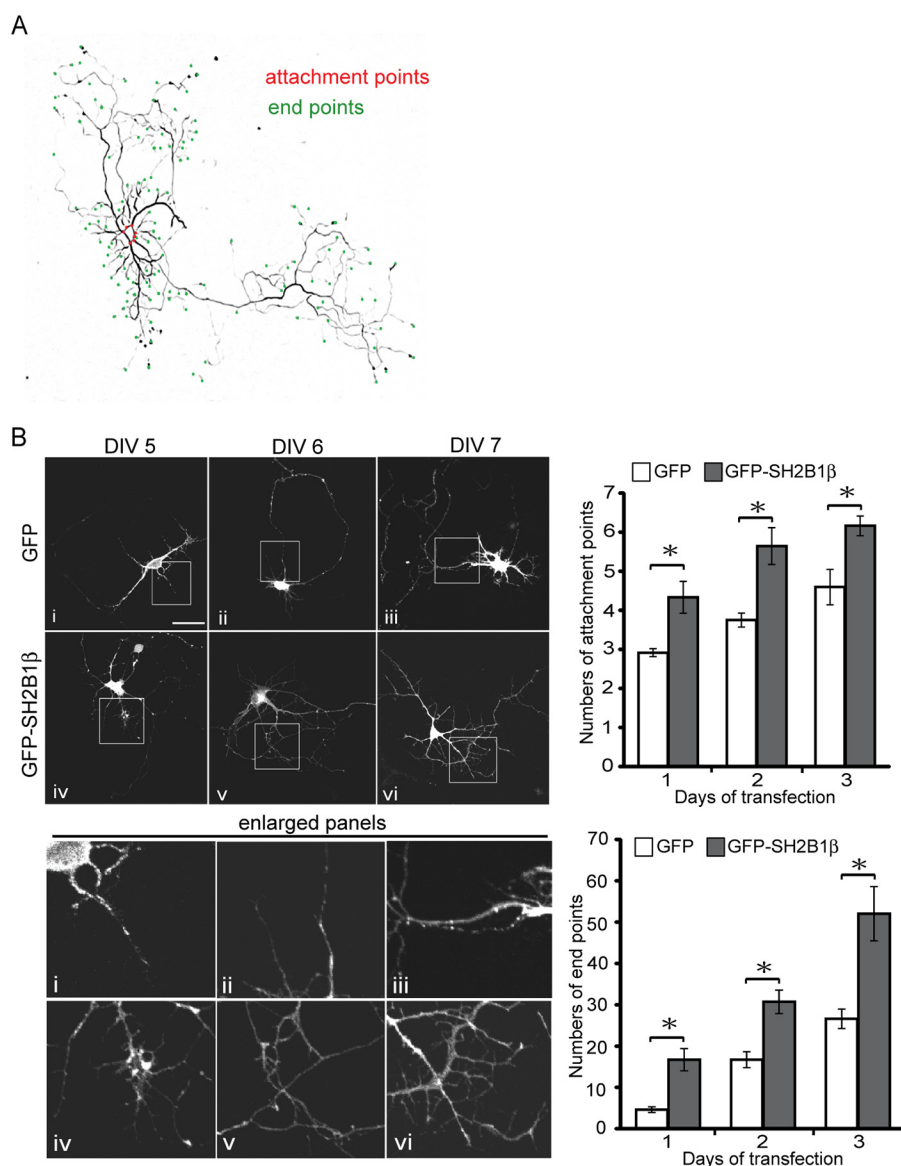 A
attachment points
end points
B
DIV 5 DIV 6 DIV 7
GFP
i ii iii
GFP-SH2B1β
iv v vi
enlarged panels
i ii iii
iv v vi
GFP GFP-SH2B1β
Numbers of attachment points
7
6
5
4
3
2
1
0
* * *
1 2 3
Days of transfection
GFP GFP-SH2B1β
Numbers of end points
70
60
50
40
30
20
10
0
* * *
1 2 3
Days of transfection